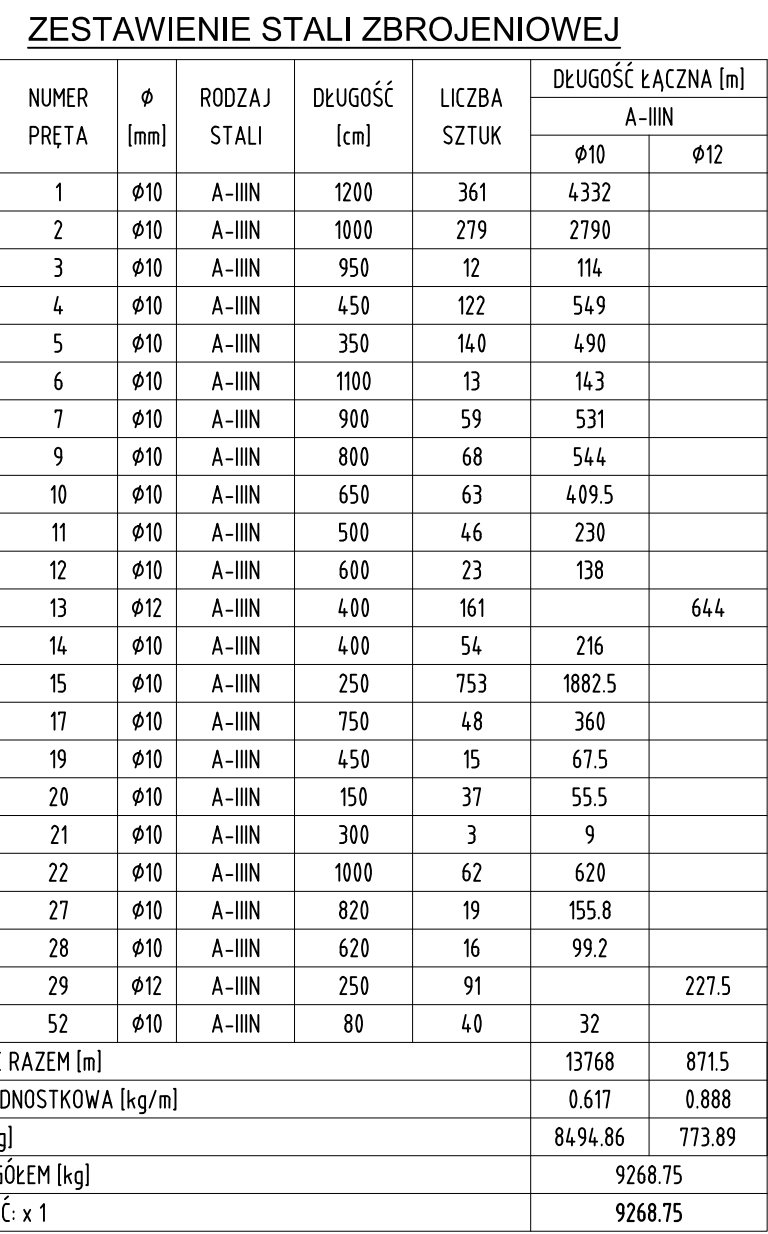 ZESTAWIENIE STALI ZBROJENIOWEJ
NUMER PRĘTA ϕ [mm] RODZAJ STALI DŁUGOŚĆ [cm] LICZBA SZTUK DŁUGOŚĆ ŁĄCZNA [m]
A-IIIN
ϕ10 ϕ12
1 ϕ10 A-IIIN 1200 361 4332
2 ϕ10 A-IIIN 1000 279 2790
3 ϕ10 A-IIIN 950 12 114
4 ϕ10 A-IIIN 450 122 549
5 ϕ10 A-IIIN 350 140 490
6 ϕ10 A-IIIN 1100 13 143
7 ϕ10 A-IIIN 900 59 531
9 ϕ10 A-IIIN 800 68 544
10 ϕ10 A-IIIN 650 63 409.5
11 ϕ10 A-IIIN 500 46 230
12 ϕ10 A-IIIN 600 23 138
13 ϕ12 A-IIIN 400 161 644
14 ϕ10 A-IIIN 400 54 216
15 ϕ10 A-IIIN 250 753 1882.5
17 ϕ10 A-IIIN 750 48 360
19 ϕ10 A-IIIN 450 15 67.5
20 ϕ10 A-IIIN 150 37 55.5
21 ϕ10 A-IIIN 300 3 9
22 ϕ10 A-IIIN 1000 62 620
27 ϕ10 A-IIIN 820 19 155.8
28 ϕ10 A-IIIN 620 16 99.2
29 ϕ12 A-IIIN 250 91 227.5
52 ϕ10 A-IIIN 80 40 32
RAZEM [m] 13768 871.5
DNOSTKOWA [kg/m] 0.617 0.888
g] 8494.86 773.89
GÓŁEM [kg] 9268.75
Ć: x 1 9268.75